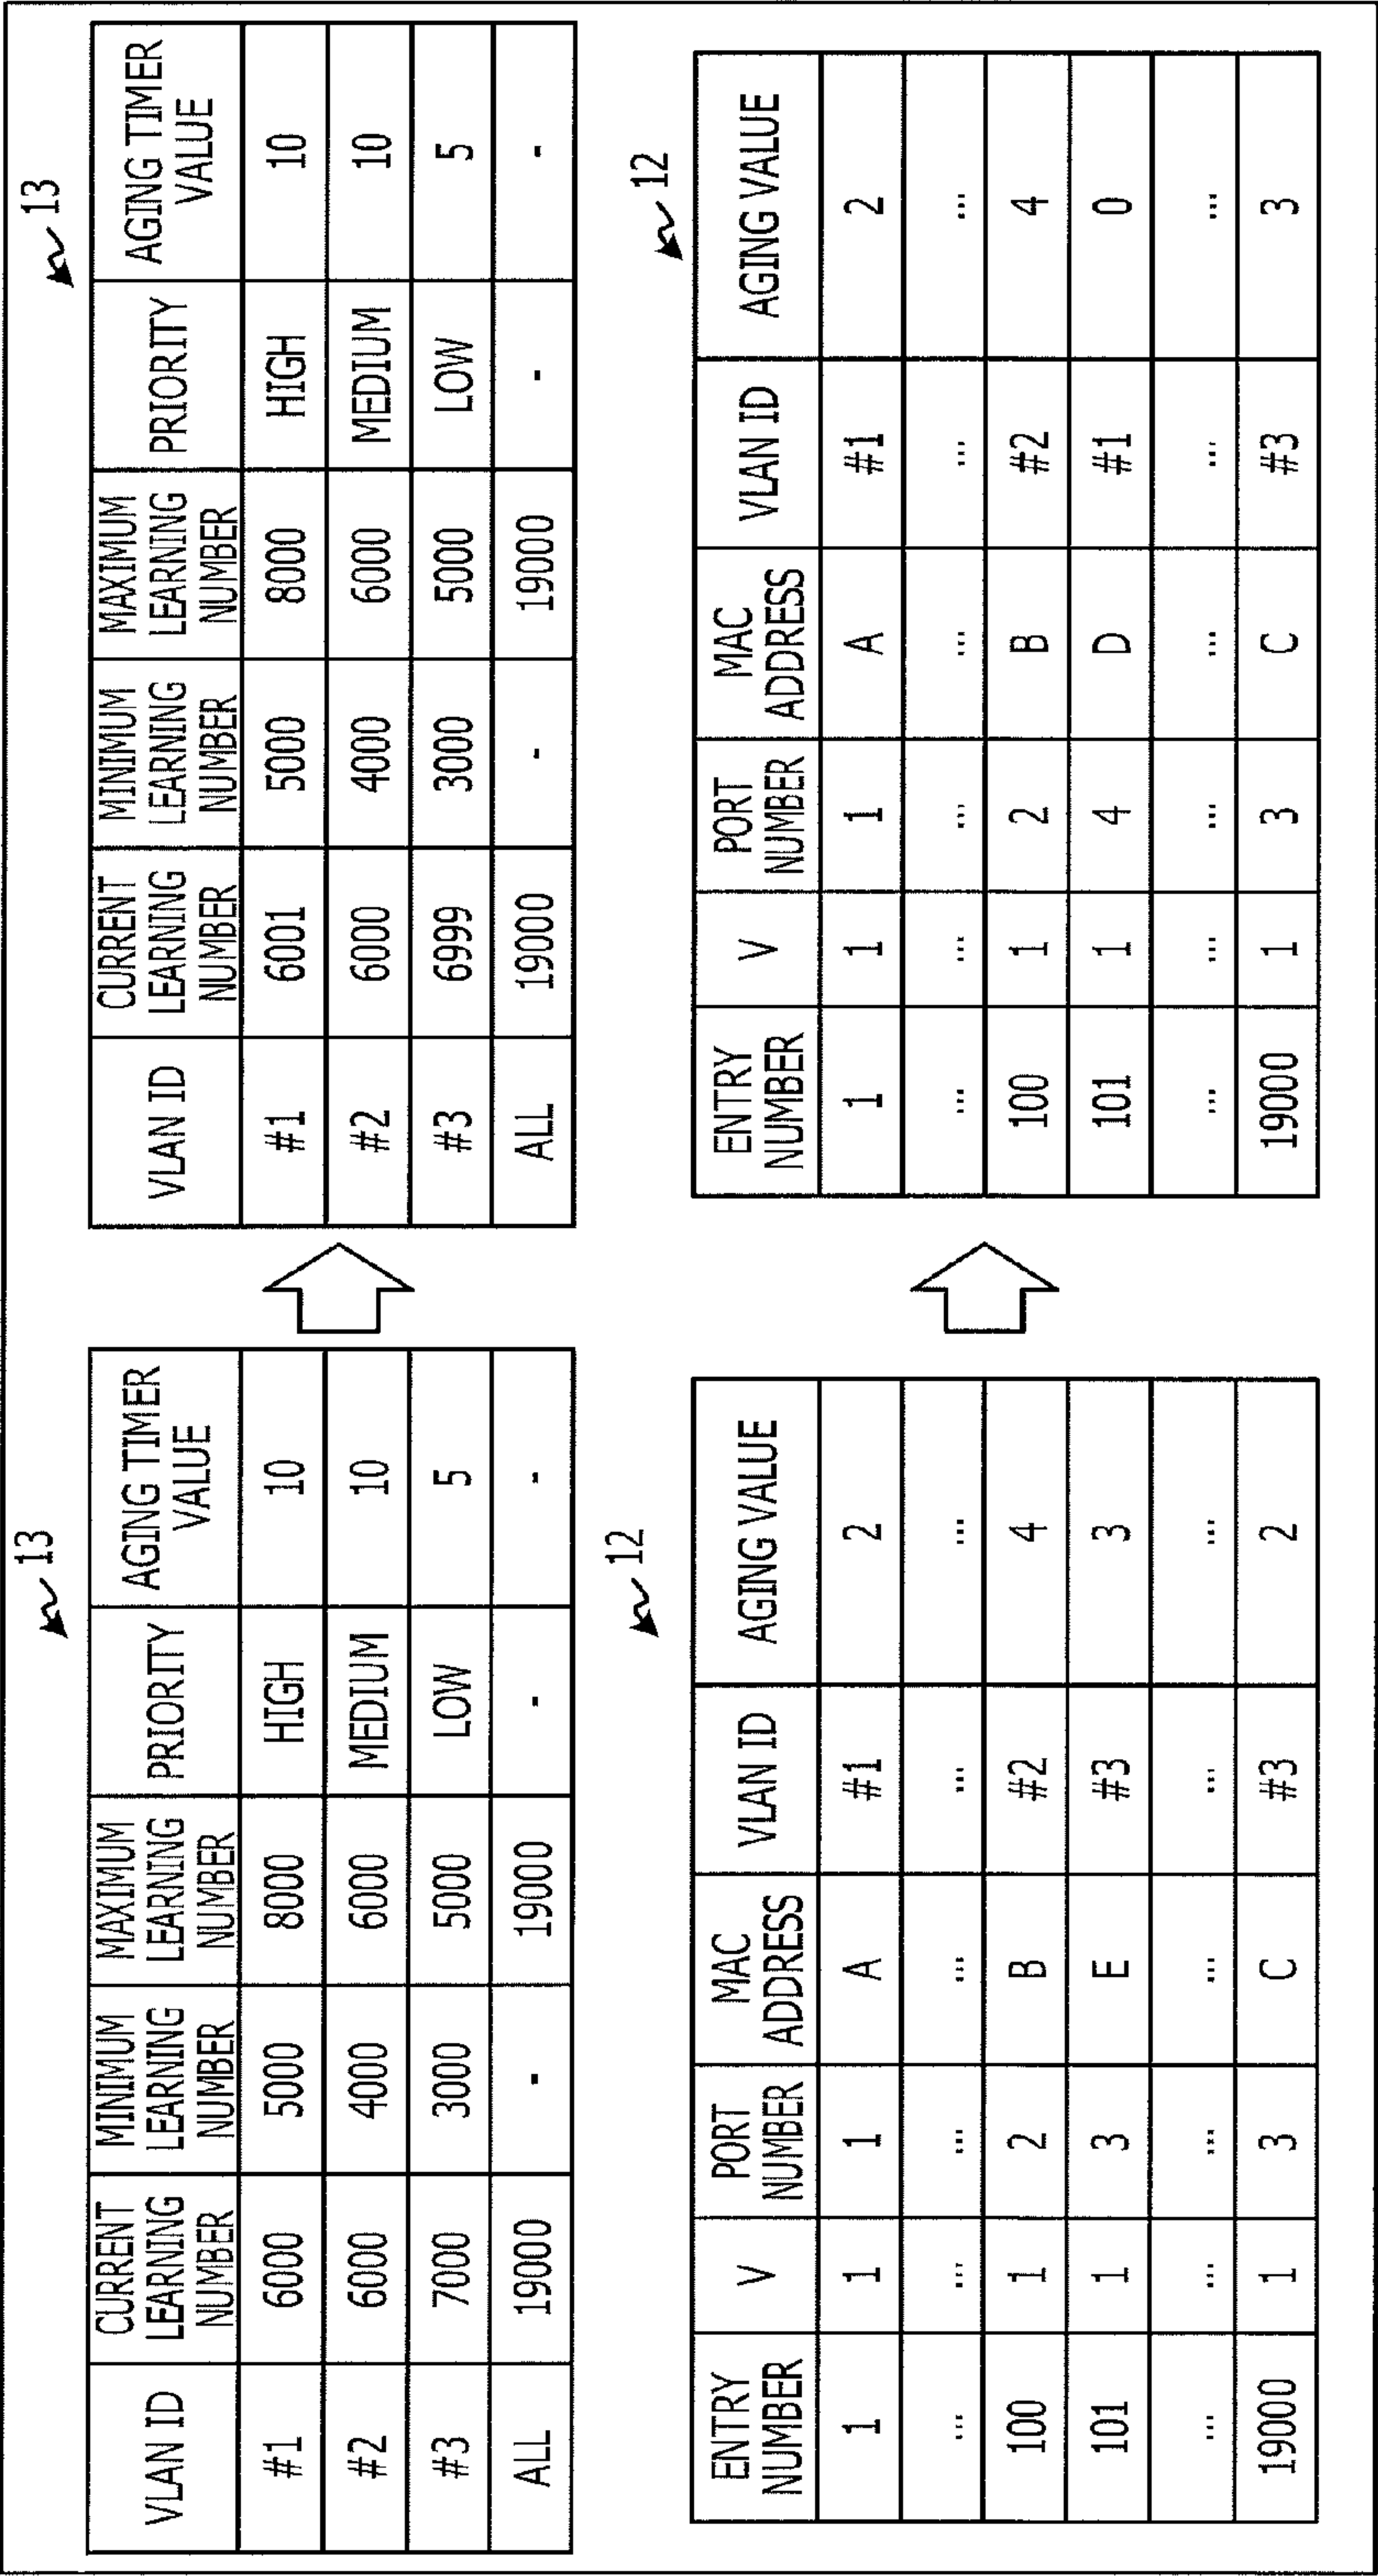 13
VLAN ID | CURRENT LEARNING NUMBER | MINIMUM LEARNING NUMBER | MAXIMUM LEARNING NUMBER | PRIORITY | AGING TIMER VALUE
#1 | 6000 | 5000 | 8000 | HIGH | 10
#2 | 6000 | 4000 | 6000 | MEDIUM | 10
#3 | 7000 | 3000 | 5000 | LOW | 5
ALL | 19000 | - | 19000 | - | -
13
VLAN ID | CURRENT LEARNING NUMBER | MINIMUM LEARNING NUMBER | MAXIMUM LEARNING NUMBER | PRIORITY | AGING TIMER VALUE
#1 | 6001 | 5000 | 8000 | HIGH | 10
#2 | 6000 | 4000 | 6000 | MEDIUM | 10
#3 | 6999 | 3000 | 5000 | LOW | 5
ALL | 19000 | - | 19000 | - | -
12
ENTRY NUMBER | V | PORT NUMBER | MAC ADDRESS | VLAN ID | AGING VALUE
1 | 1 | 1 | A | #1 | 2
... | ... | ... | ... | ... | ...
100 | 1 | 2 | B | #2 | 4
101 | 1 | 3 | E | #3 | 3
... | ... | ... | ... | ... | ...
19000 | 1 | 3 | C | #3 | 2
12
ENTRY NUMBER | V | PORT NUMBER | MAC ADDRESS | VLAN ID | AGING VALUE
1 | 1 | 1 | A | #1 | 2
... | ... | ... | ... | ... | ...
100 | 1 | 2 | B | #2 | 4
101 | 1 | 4 | D | #1 | 0
... | ... | ... | ... | ... | ...
19000 | 1 | 3 | C | #3 | 3